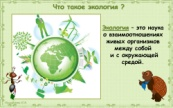 Что такое экология ?
Экология – это наука
о взаимоотношениях
живых организмов
между собой
и с окружающей
средой.